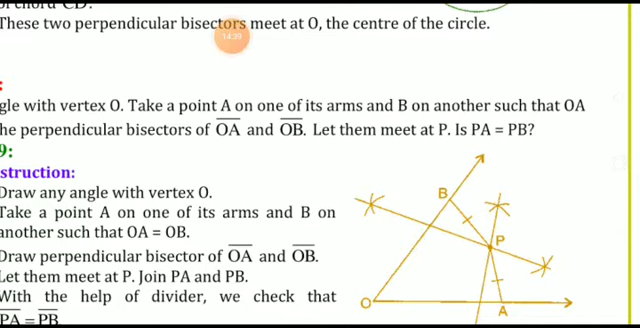 These two perpendicular bisectors meet at O, the centre of the circle.
14:39
:
gle with vertex O. Take a point A on one of its arms and B on another such that OA
he perpendicular bisectors of OA and OB. Let them meet at P. Is PA = PB?
9:
struction:
Draw any angle with vertex O.
Take a point A on one of its arms and B on
another such that OA = OB.
Draw perpendicular bisector of OA and OB.
Let them meet at P. Join PA and PB.
With the help of divider, we check that
PA = PB
B
P
O
A